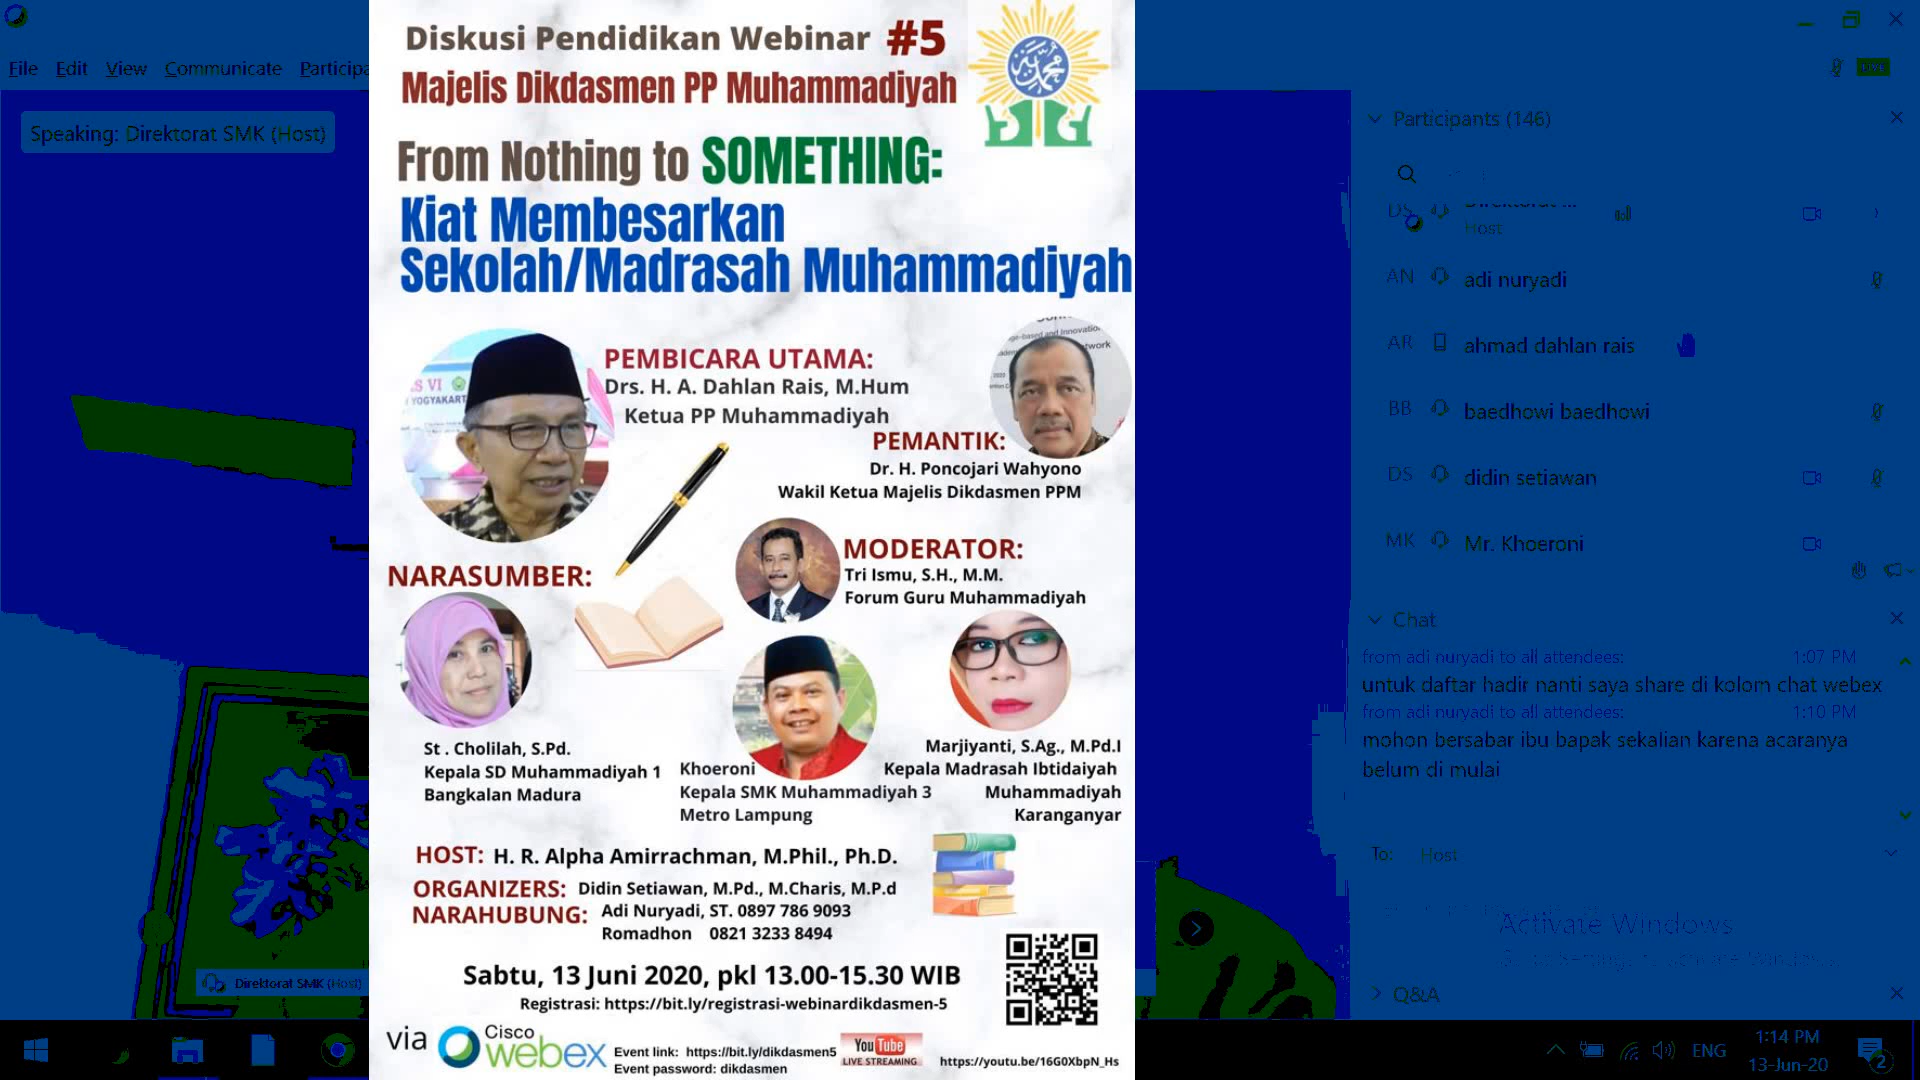 File Edit View Communicate Participa
LIVE
Speaking: Direktorat SMK (Host)
Diskusi Pendidikan Webinar #5
Majelis Dikdasmen PP Muhammadiyah
From Nothing to SOMETHING:
Kiat Membesarkan
Sekolah/Madrasah Muhammadiyah
PEMBICARA UTAMA:
Drs. H. A. Dahlan Rais, M.Hum
Ketua PP Muhammadiyah
PEMANTIK:
Dr. H. Poncojari Wahyono
Wakil Ketua Majelis Dikdasmen PPM
MODERATOR:
Tri Ismu, S.H., M.M.
Forum Guru Muhammadiyah
NARASUMBER:
St . Cholilah, S.Pd.
Kepala SD Muhammadiyah 1
Bangkalan Madura
Khoeroni
Kepala SMK Muhammadiyah 3
Metro Lampung
Marjiyanti, S.Ag., M.Pd.I
Kepala Madrasah Ibtidaiyah
Muhammadiyah
Karanganyar
HOST: H. R. Alpha Amirrachman, M.Phil., Ph.D.
ORGANIZERS: Didin Setiawan, M.Pd., M.Charis, M.P.d
NARAHUBUNG: Adi Nuryadi, ST. 0897 786 9093
Romadhon 0821 3233 8494
Sabtu, 13 Juni 2020, pkl 13.00-15.30 WIB
Registrasi: https://bit.ly/registrasi-webinardikdasmen-5
via Cisco webex
Event link: https://bit.ly/dikdasmen5
Event password: dikdasmen
YouTube
LIVE STREAMING
https://youtu.be/16G0XbpN_Hs
Direktorat SMK (Host)
Participants (146)
DS Direktorat ...
Host
AN adi nuryadi
AR ahmad dahlan rais
BB baedhowi baedhowi
DS didin setiawan
MK Mr. Khoeroni
Chat
from adi nuryadi to all attendees: 1:07 PM
untuk daftar hadir nanti saya share di kolom chat webex
from adi nuryadi to all attendees: 1:10 PM
mohon bersabar ibu bapak sekalian karena acaranya
belum di mulai
To: Host
Activate Windows
Q&A
ENG
1:14 PM
13-Jun-20
2